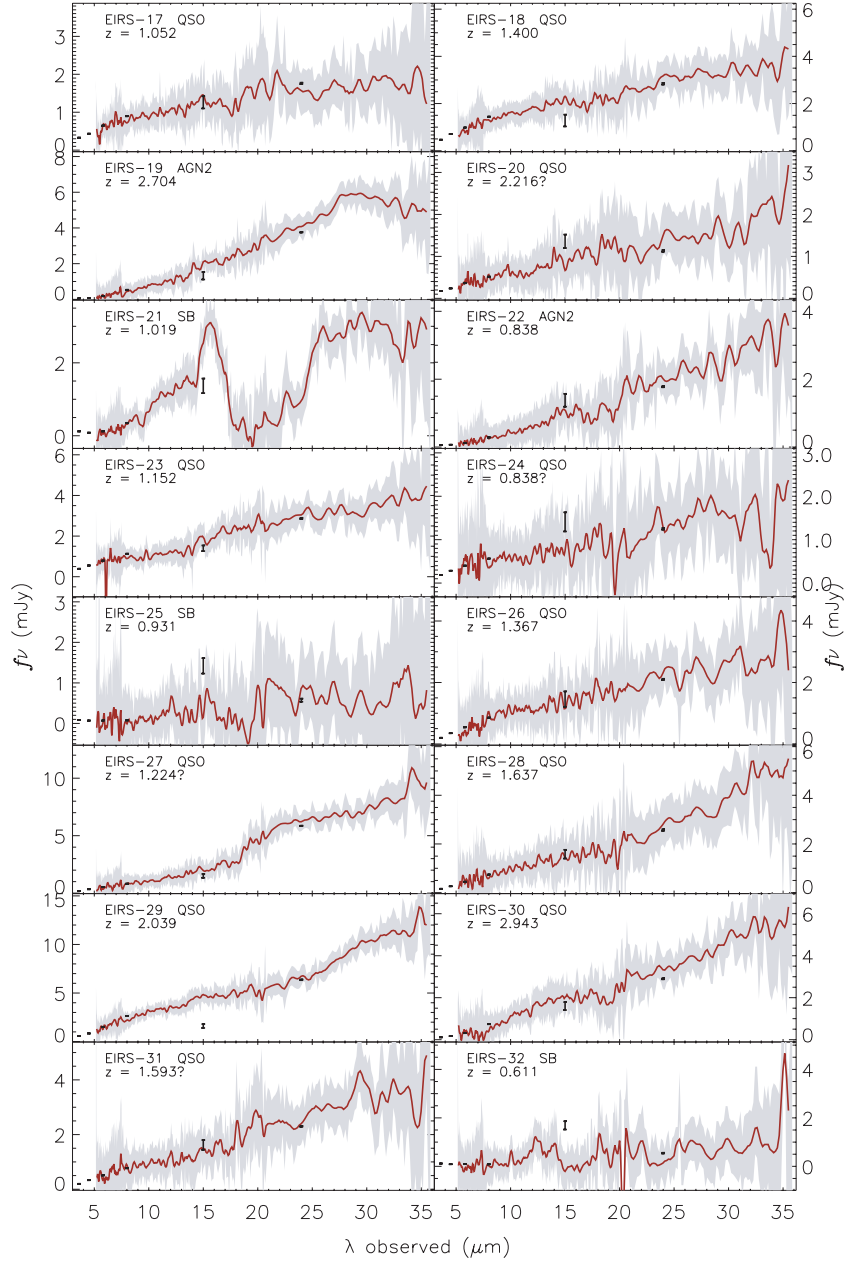 EIRS-17 QSO
z = 1.052
EIRS-18 QSO
z = 1.400
3
2
1
0
6
4
2
0
EIRS-19 AGN2
z = 2.704
EIRS-20 QSO
z = 2.216?
8
6
4
2
0
3
2
1
0
EIRS-21 SB
z = 1.019
EIRS-22 AGN2
z = 0.838
2
0
4
2
0
EIRS-23 QSO
z = 1.152
EIRS-24 QSO
z = 0.838?
6
4
2
0
3.0
2.0
1.0
0.0
fν (mJy)
fν (mJy)
EIRS-25 SB
z = 0.931
EIRS-26 QSO
z = 1.367
3
2
1
0
4
2
0
EIRS-27 QSO
z = 1.224?
EIRS-28 QSO
z = 1.637
10
5
0
6
4
2
0
EIRS-29 QSO
z = 2.039
EIRS-30 QSO
z = 2.943
15
10
5
0
6
4
2
0
EIRS-31 QSO
z = 1.593?
EIRS-32 SB
z = 0.611
4
2
0
4
2
0
5 10 15 20 25 30 35
5 10 15 20 25 30 35
λ observed (μm)